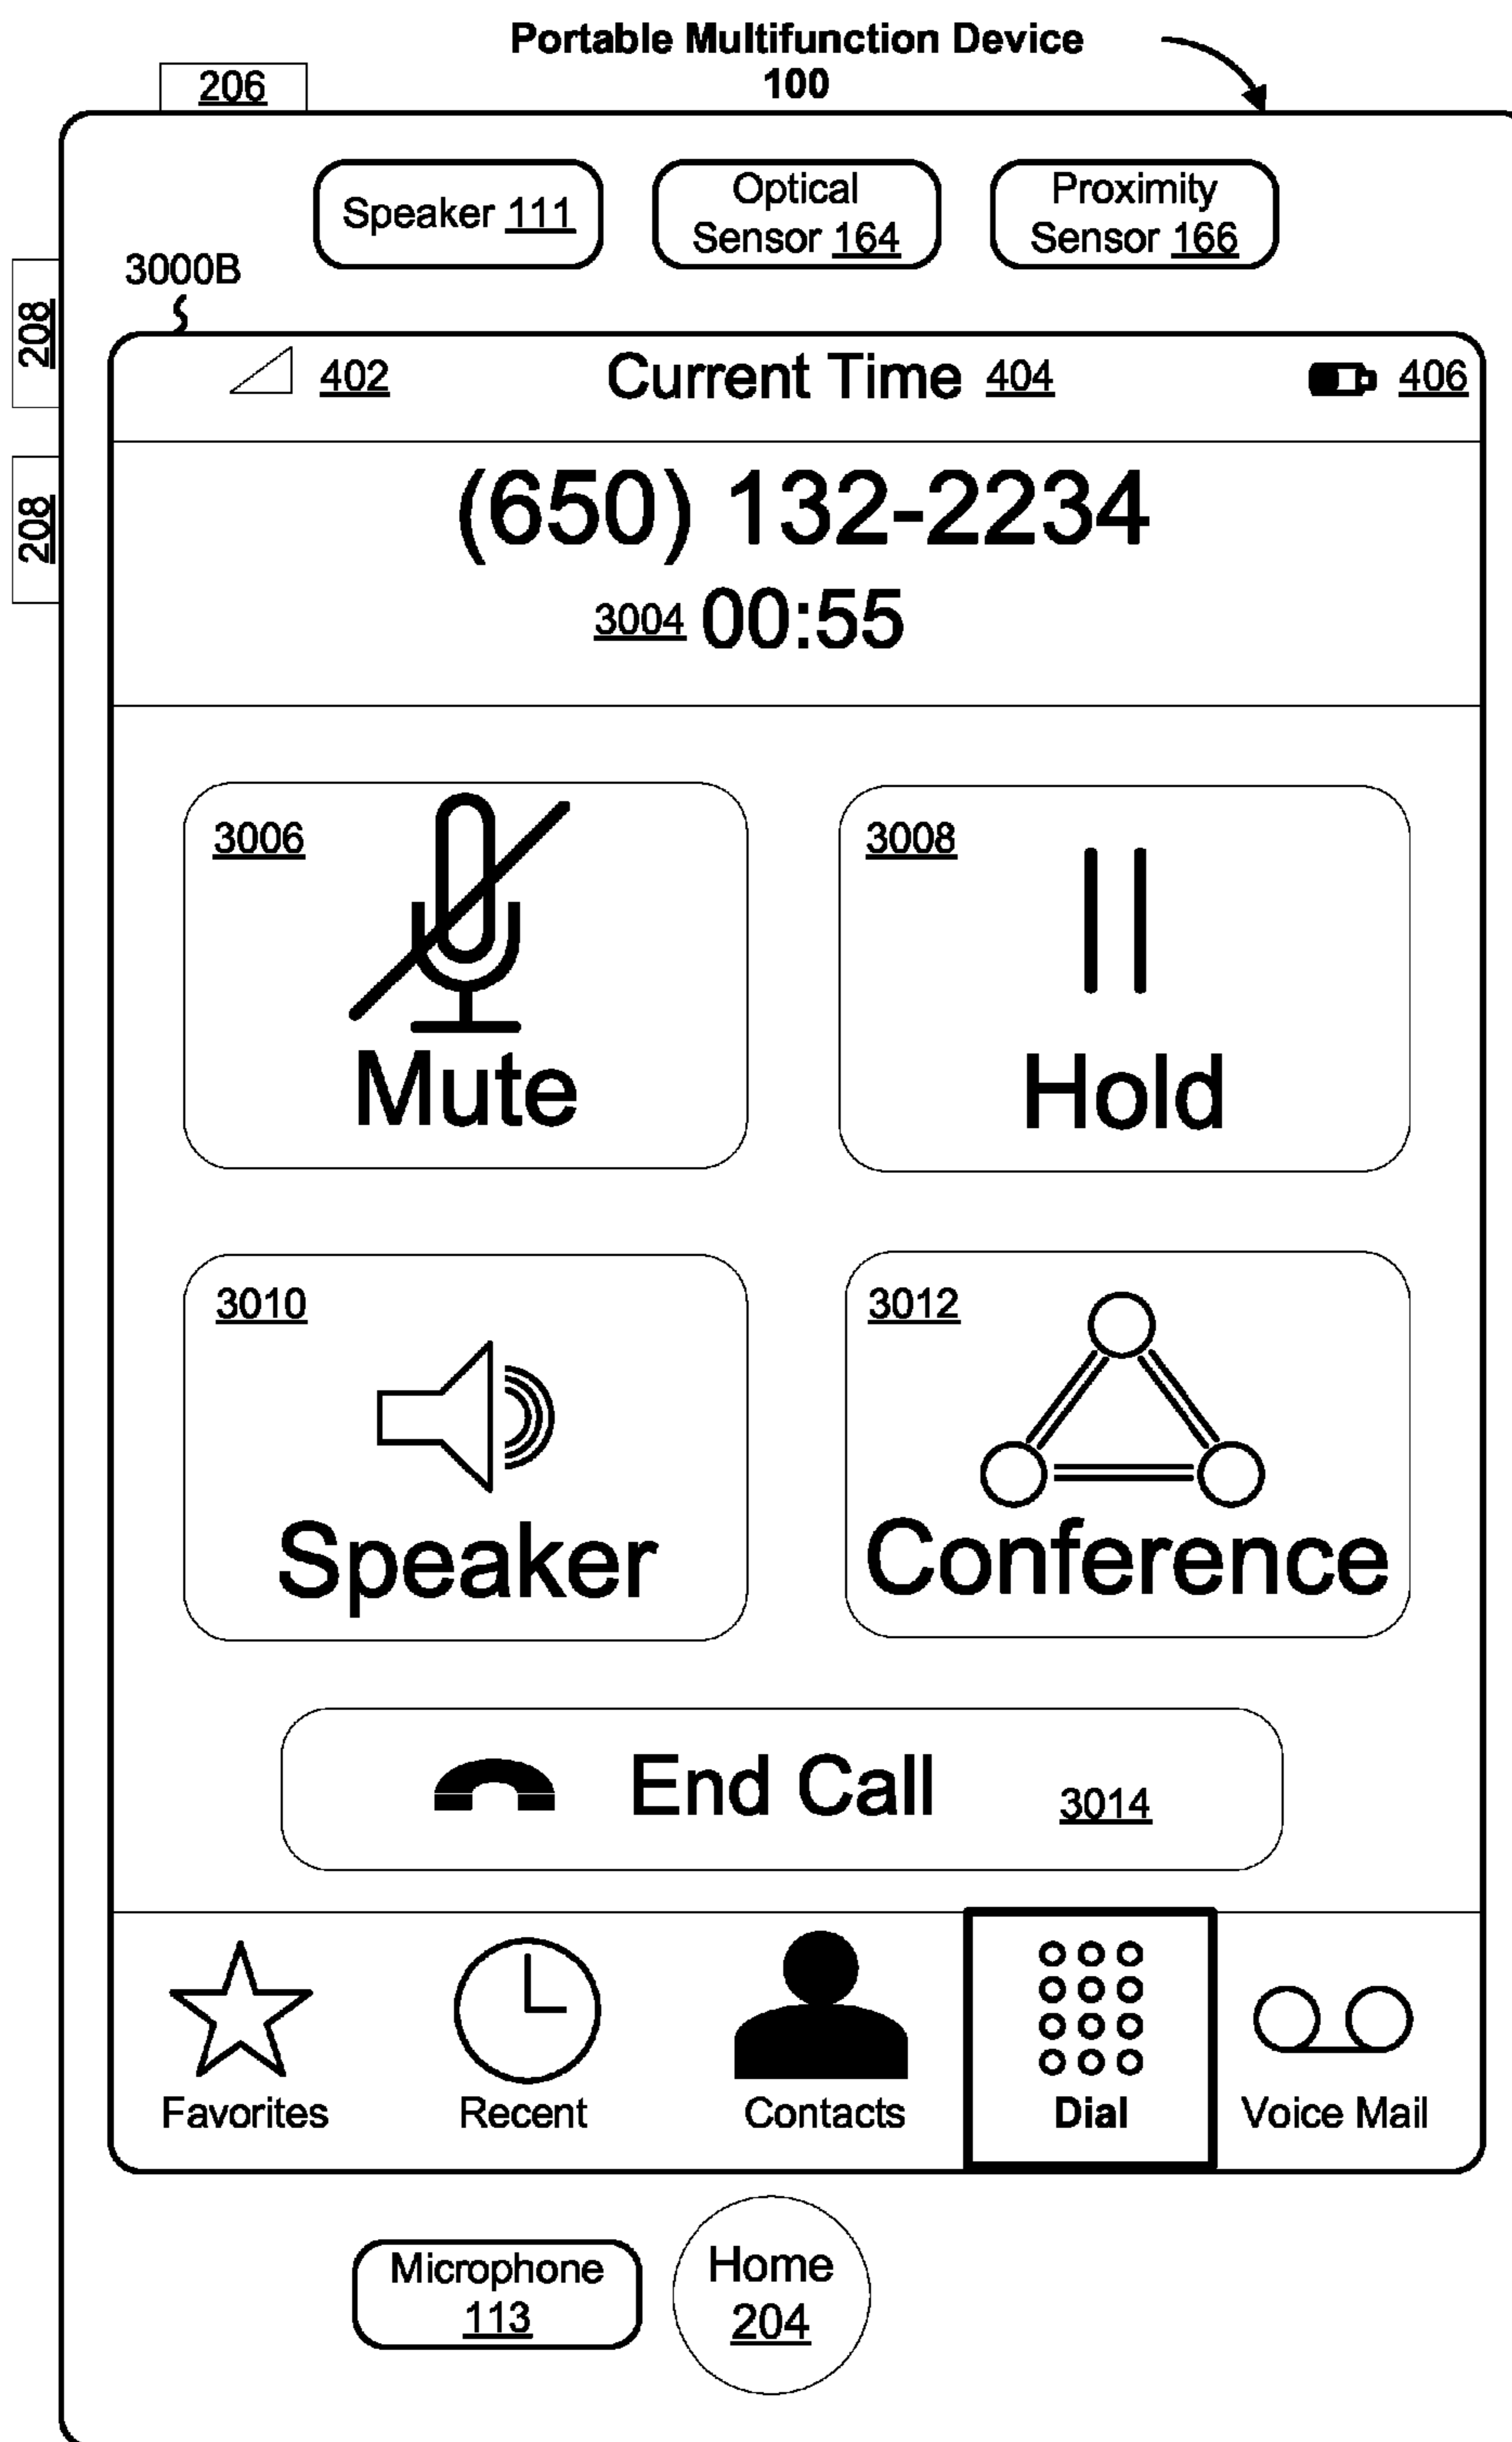 Portable Multifunction Device
100
206
Speaker 111
Optical
Sensor 164
Proximity
Sensor 166
3000B
208
208
402
Current Time 404
406
(650) 132-2234
3004 00:55
3006
Mute
3008
Hold
3010
Speaker
3012
Conference
End Call 3014
Favorites
Recent
Contacts
Dial
Voice Mail
Microphone
113
Home
204